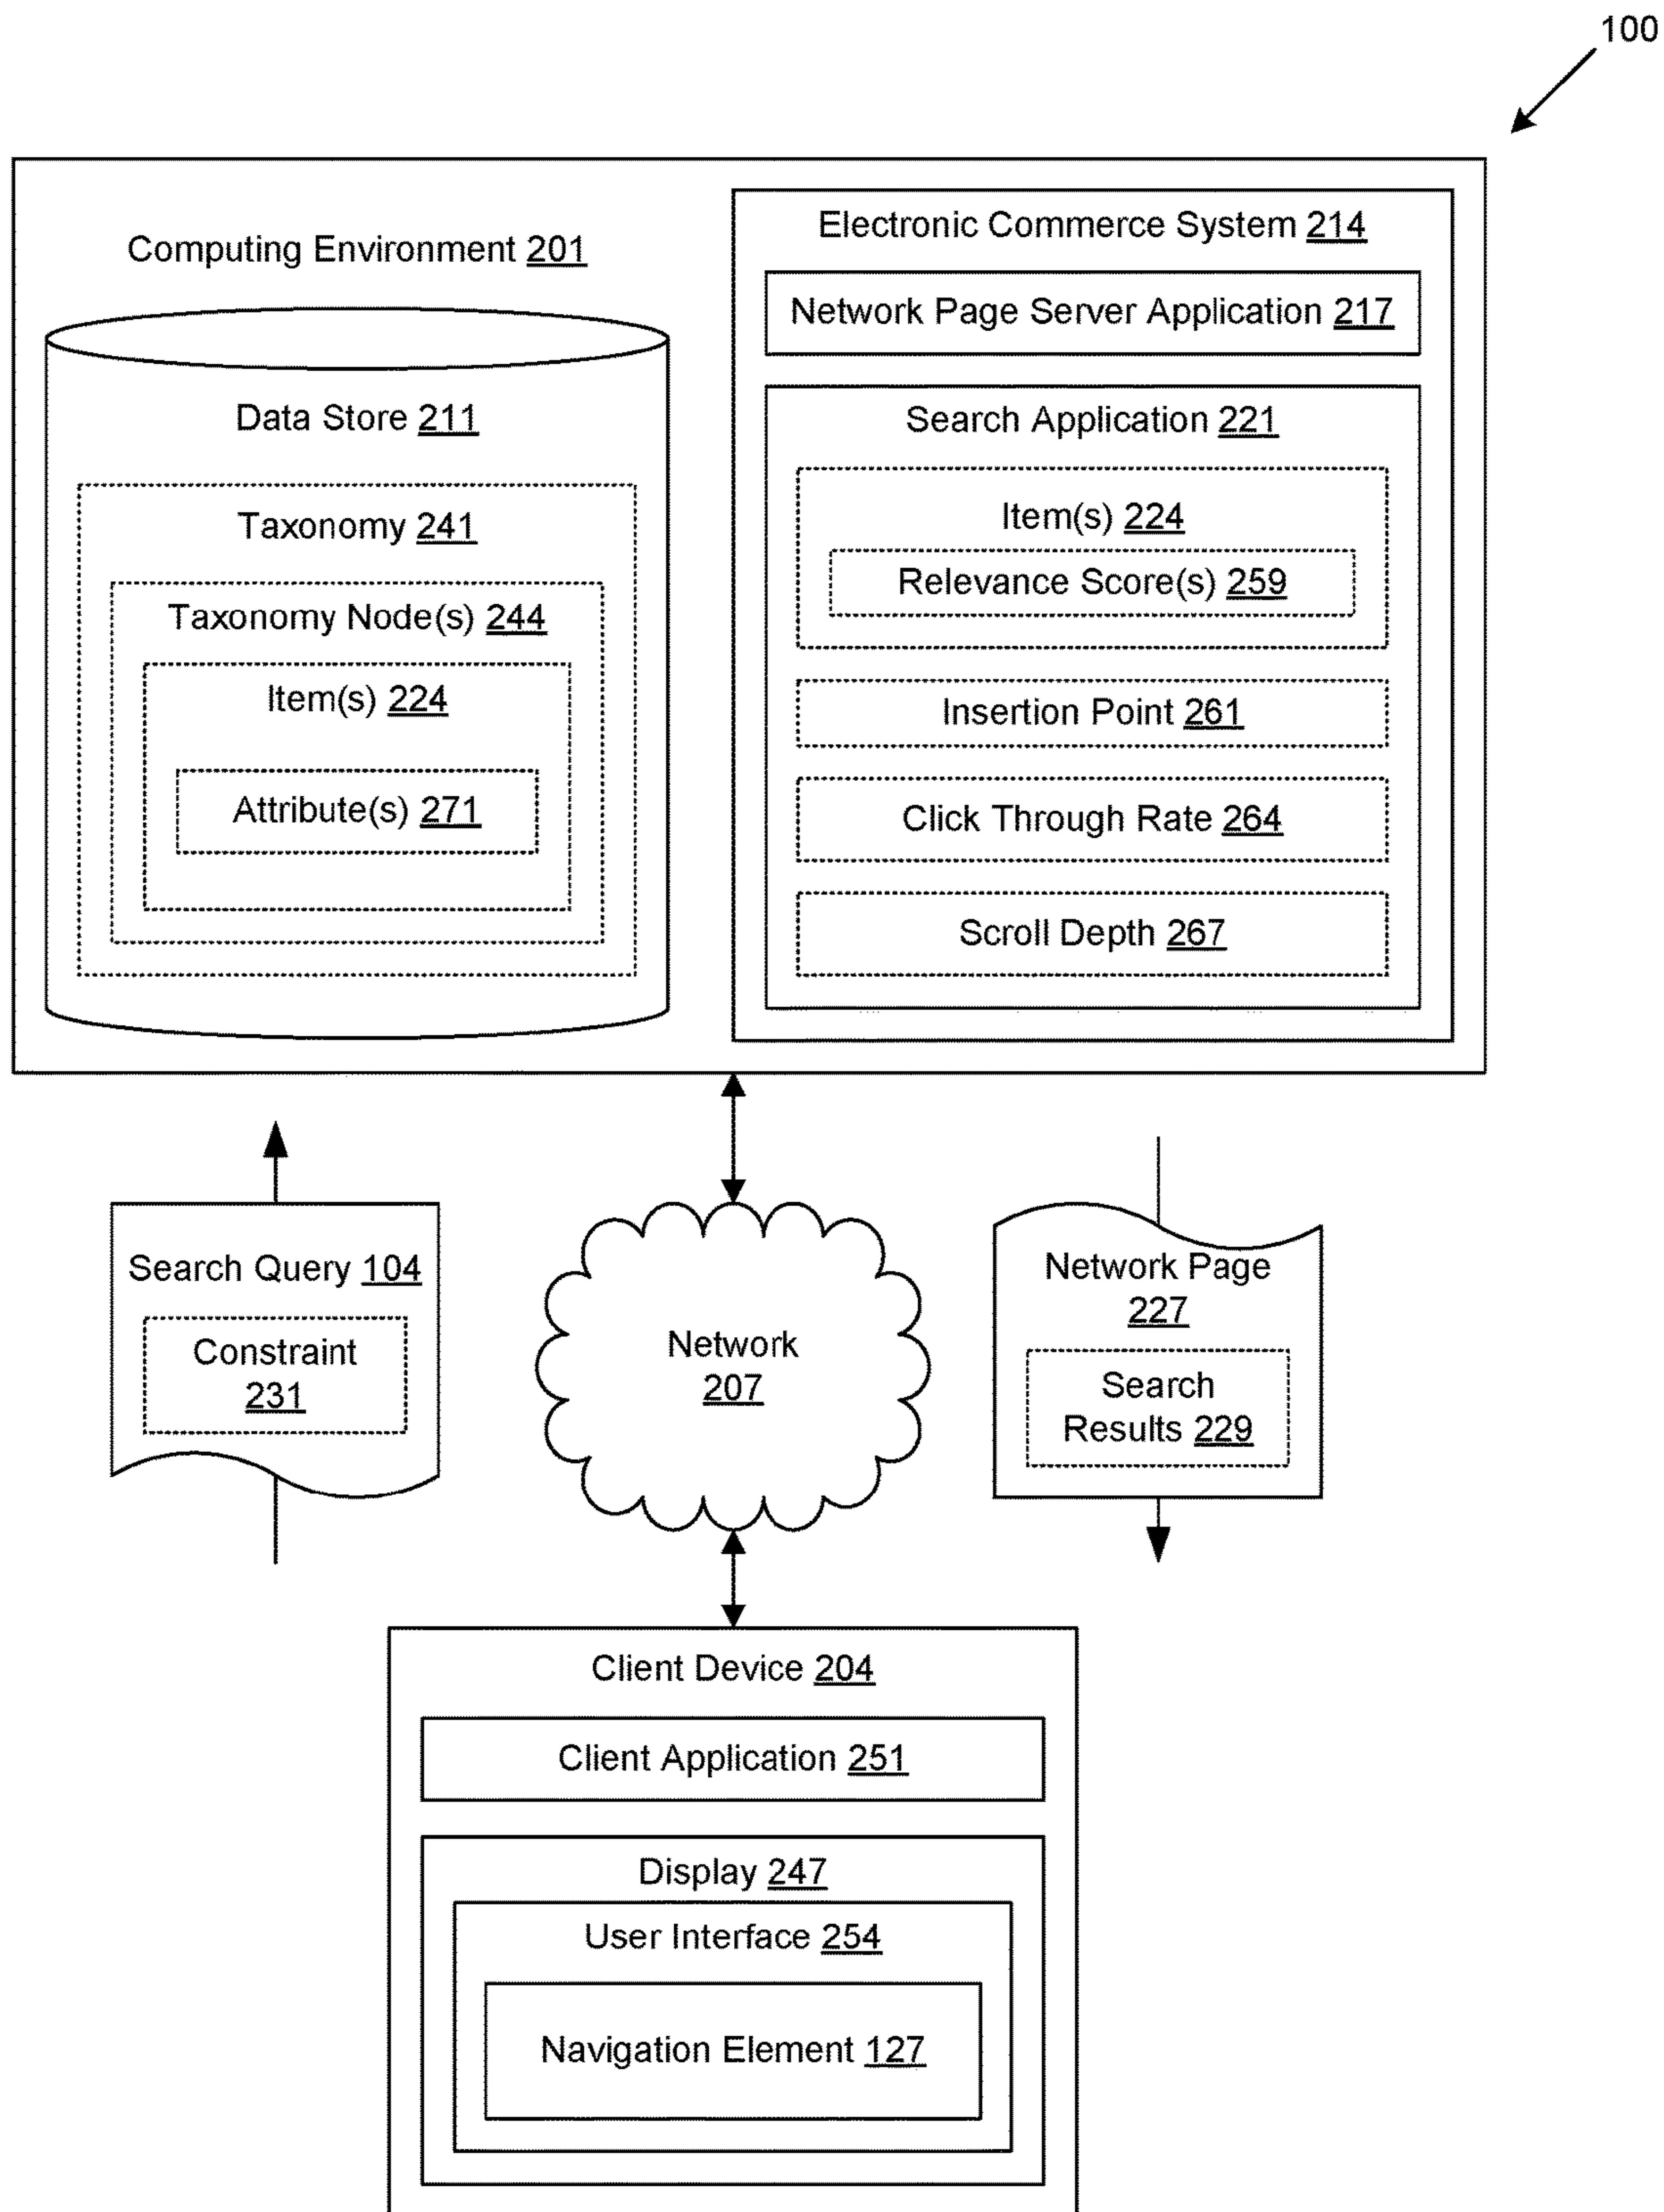 100
Computing Environment 201
Data Store 211
Taxonomy 241
Taxonomy Node(s) 244
Item(s) 224
Attribute(s) 271
Electronic Commerce System 214
Network Page Server Application 217
Search Application 221
Item(s) 224
Relevance Score(s) 259
Insertion Point 261
Click Through Rate 264
Scroll Depth 267
Search Query 104
Constraint
231
Network
207
Network Page
227
Search
Results 229
Client Device 204
Client Application 251
Display 247
User Interface 254
Navigation Element 127